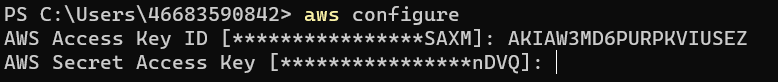 PS C:\Users\46683590842> aws configure
AWS Access Key ID [****************SAXM]: AKIAW3MD6PURPKVIUSEZ
AWS Secret Access Key [****************nDVQ]: